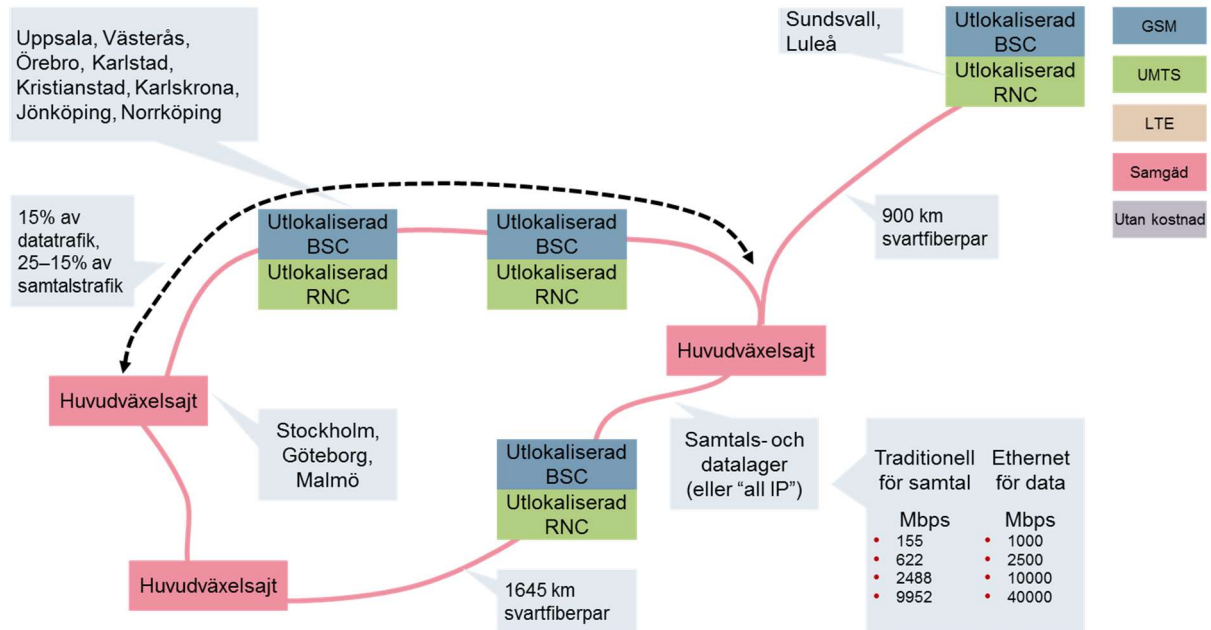 Uppsala, Västerås,
Örebro, Karlstad,
Kristianstad, Karlskrona,
Jönköping, Norrköping
Sundsvall,
Luleå
Utlokaliserad
BSC
Utlokaliserad
RNC
GSM
UMTS
LTE
Samgäd
Utan kostnad
15% av
datatrafik,
25–15% av
samtalstrafik
Utlokaliserad
BSC
Utlokaliserad
RNC
Utlokaliserad
BSC
Utlokaliserad
RNC
900 km
svartfiberpar
Huvudväxelsajt
Huvudväxelsajt
Stockholm,
Göteborg,
Malmö
Utlokaliserad
BSC
Utlokaliserad
RNC
Samtals- och
datalager
(eller “all IP”)
Traditionell Ethernet
för samtal för data
Mbps Mbps
• 155 • 1000
• 622 • 2500
• 2488 • 10000
• 9952 • 40000
Huvudväxelsajt
1645 km
svartfiberpar